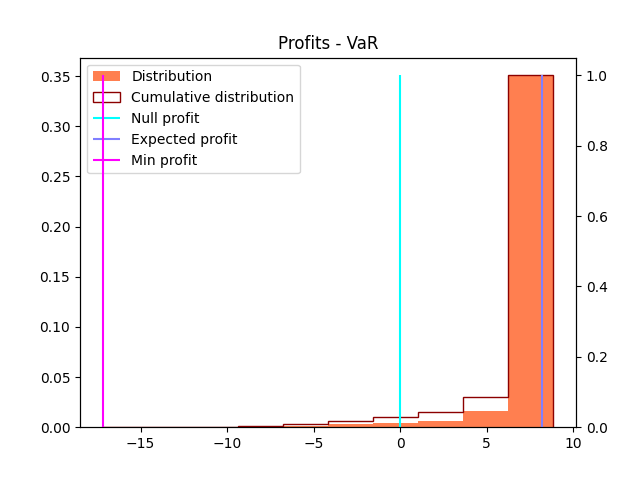 Profits - VaR
Distribution
Cumulative distribution
Null profit
Expected profit
Min profit
0.35
0.30
0.25
0.20
0.15
0.10
0.05
0.00
1.0
0.8
0.6
0.4
0.2
0.0
−15 −10 −5 0 5 10